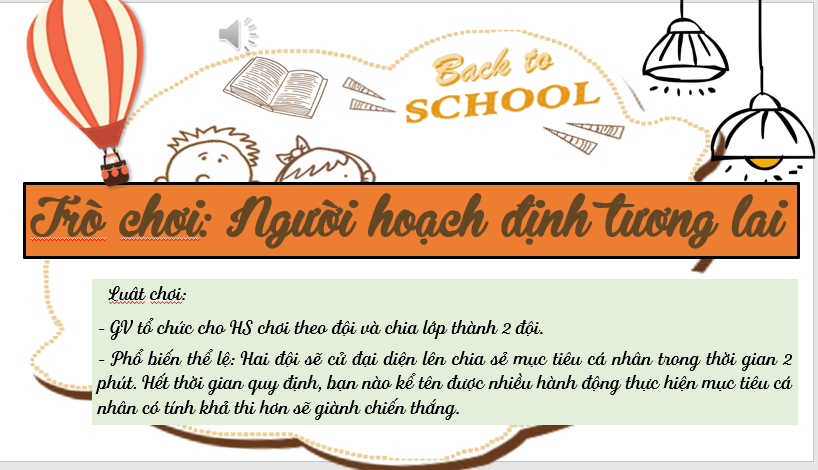 Back to
SCHOOL
Trò chơi: Người hoạch định tương lai
Luật chơi:
- GV tổ chức cho HS chơi theo đội và chia lớp thành 2 đội.
- Phổ biến thể lệ: Hai đội sẽ cử đại diện lên chia sẻ mục tiêu cá nhân trong thời gian 2
phút. Hết thời gian quy định, bạn nào kể tên được nhiều hành động thực hiện mục tiêu cá
nhân có tính khả thi hơn sẽ giành chiến thắng.